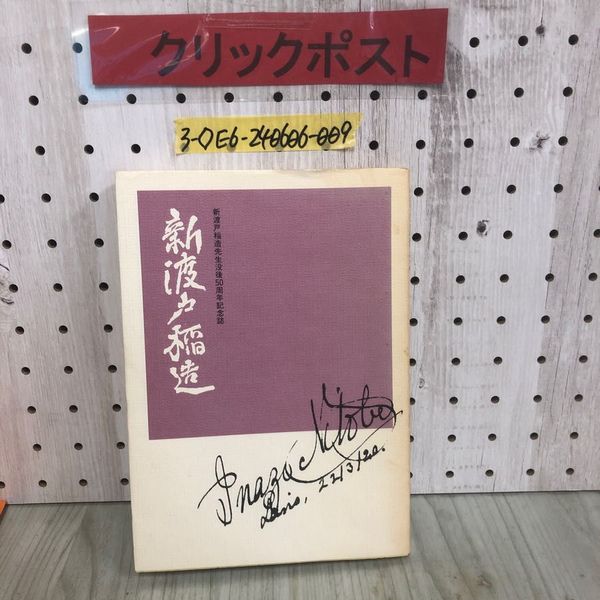 クリックポスト
3-OE6-240606-009
新渡戸稲造先生没後50周年記念誌
新渡戸稲造
Inazo Nitobe
Paris, 22/3/20.